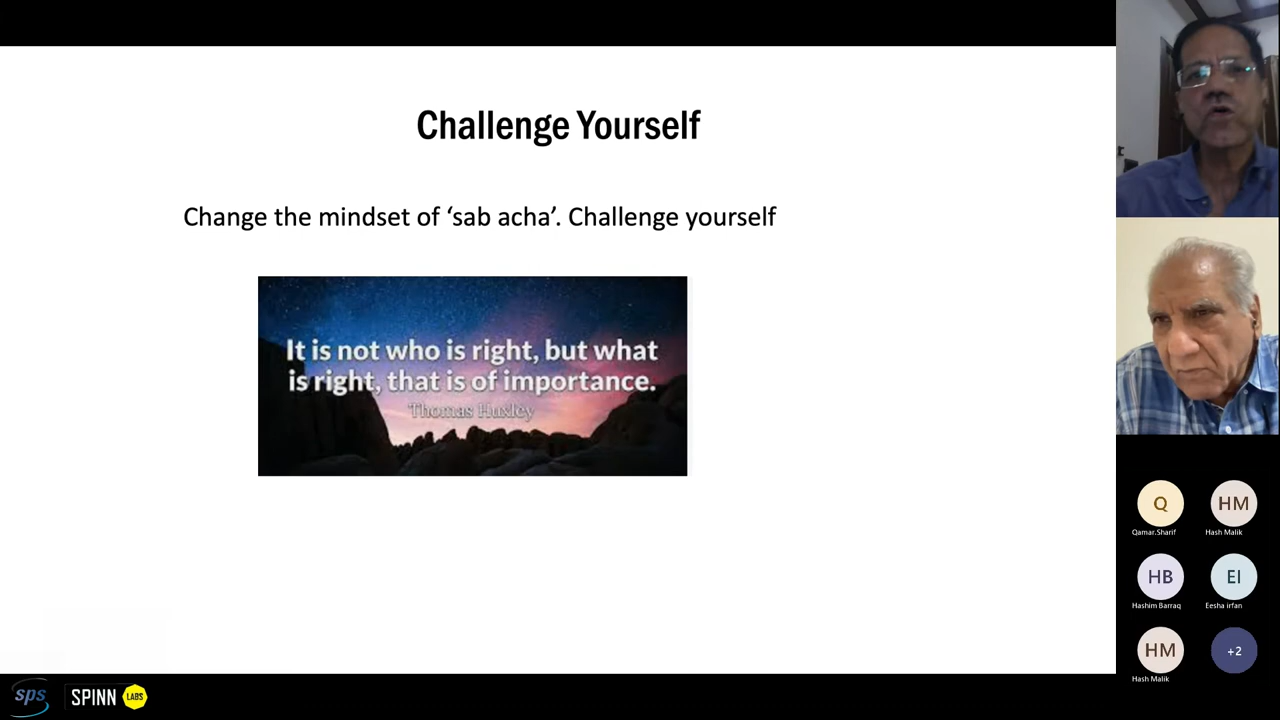 Challenge Yourself
Change the mindset of ‘sab acha’. Challenge yourself
It is not who is right, but what
is right, that is of importance.
Thomas Huxley
Q
HM
Qamar.Sharif
Hash Malik
HB
EI
Hashim Barraq
Eesha irfan
HM
+2
Hash Malik
sps
SPINN LABS